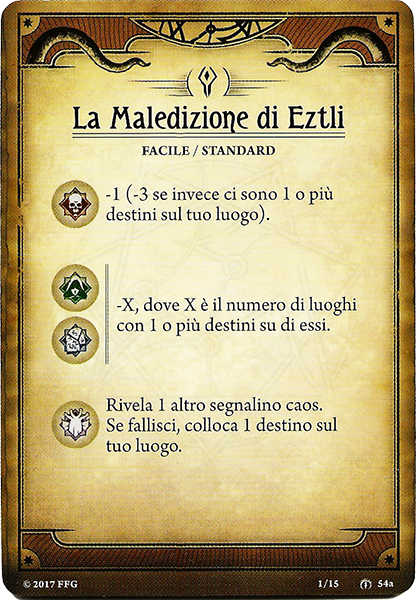 La Maledizione di Eztli
FACILE / STANDARD
-1 (-3 se invece ci sono 1 o più
destini sul tuo luogo).
-X, dove X è il numero di luoghi
con 1 o più destini su di essi.
Rivela 1 altro segnalino caos.
Se fallisci, colloca 1 destino sul
tuo luogo.
© 2017 FFG 1/15 54a